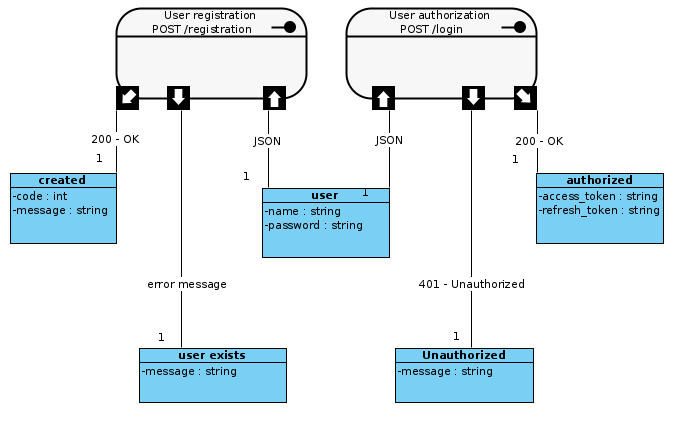 User registration
POST /registration
User authorization
POST /login
200 - OK
1
JSON
1
JSON
1
200 - OK
1
created
-code : int
-message : string
user
-name : string
-password : string
authorized
-access_token : string
-refresh_token : string
error message
1
401 - Unauthorized
1
user exists
-message : string
Unauthorized
-message : string